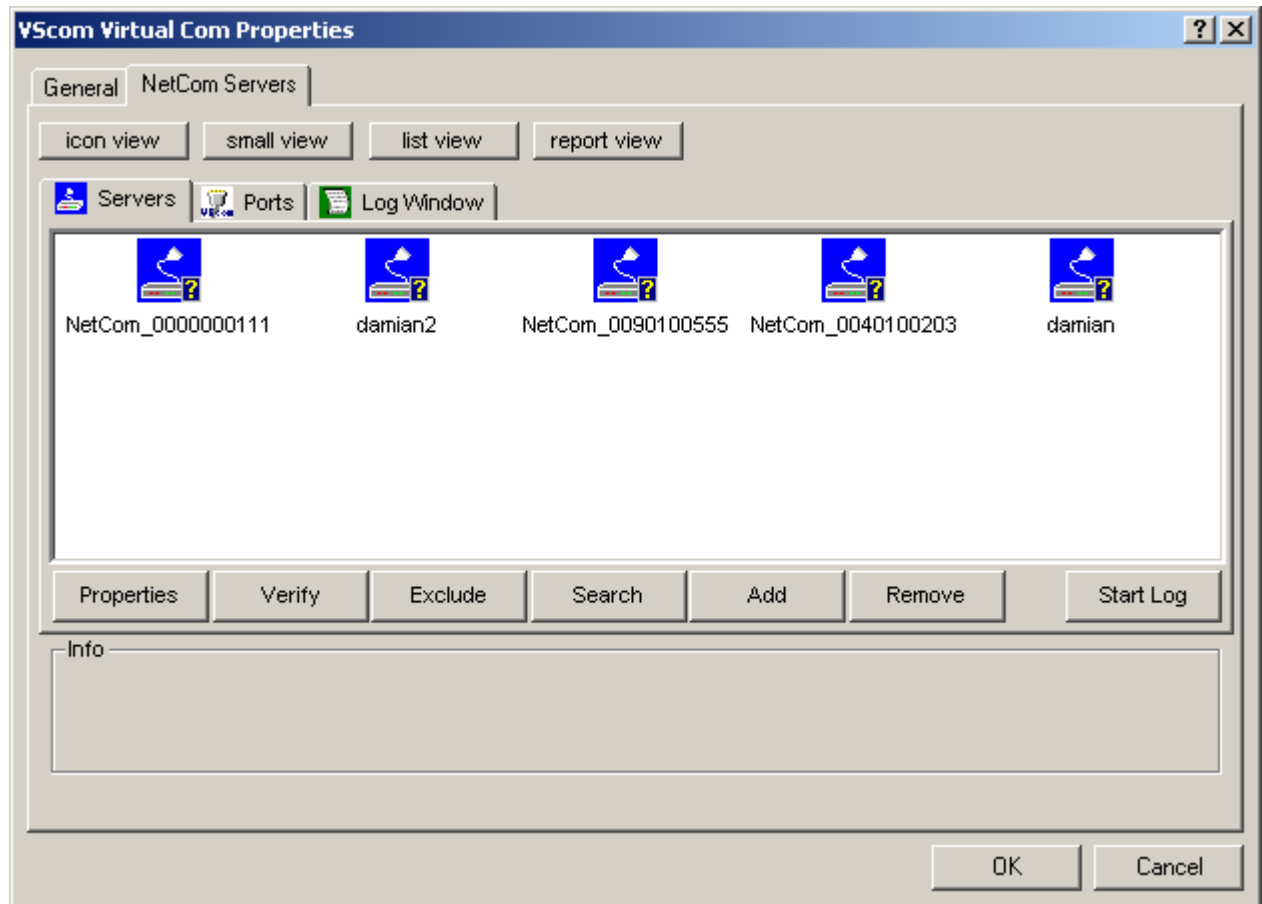 VScom Virtual Com Properties
General NetCom Servers
icon view small view list view report view
Servers VScom Ports Log Window
NetCom_0000000111 damian2 NetCom_0090100555 NetCom_0040100203 damian
Properties Verify Exclude Search Add Remove Start Log
Info
OK Cancel